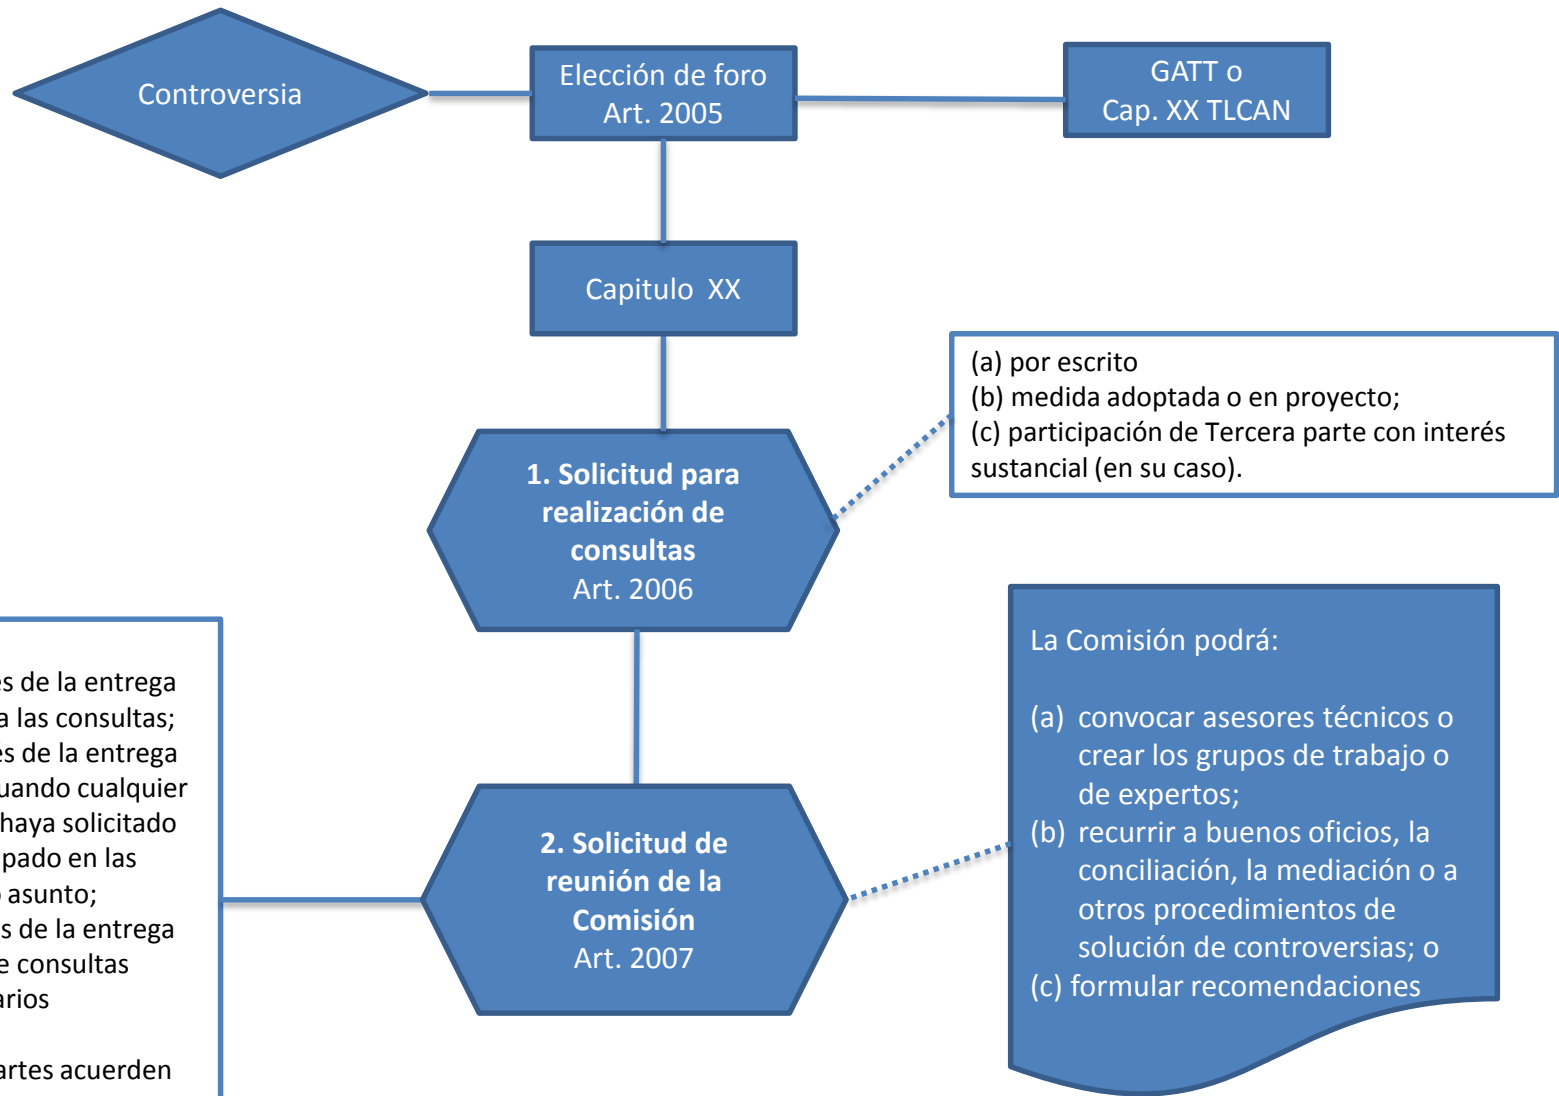 Controversia
Elección de foro
Art. 2005
GATT o
Cap. XX TLCAN
Capitulo XX
(a) por escrito
(b) medida adoptada o en proyecto;
(c) participación de Tercera parte con interés
sustancial (en su caso).
1. Solicitud para
realización de
consultas
Art. 2006
de la entrega
a las consultas;
de la entrega
cualquier
haya solicitado
en las
asunto;
de la entrega
consultas
acuerden
2. Solicitud de
reunión de la
Comisión
Art. 2007
La Comisión podrá:
(a) convocar asesores técnicos o
crear los grupos de trabajo o
de expertos;
(b) recurrir a buenos oficios, la
conciliación, la mediación o a
otros procedimientos de
solución de controversias; o
(c) formular recomendaciones